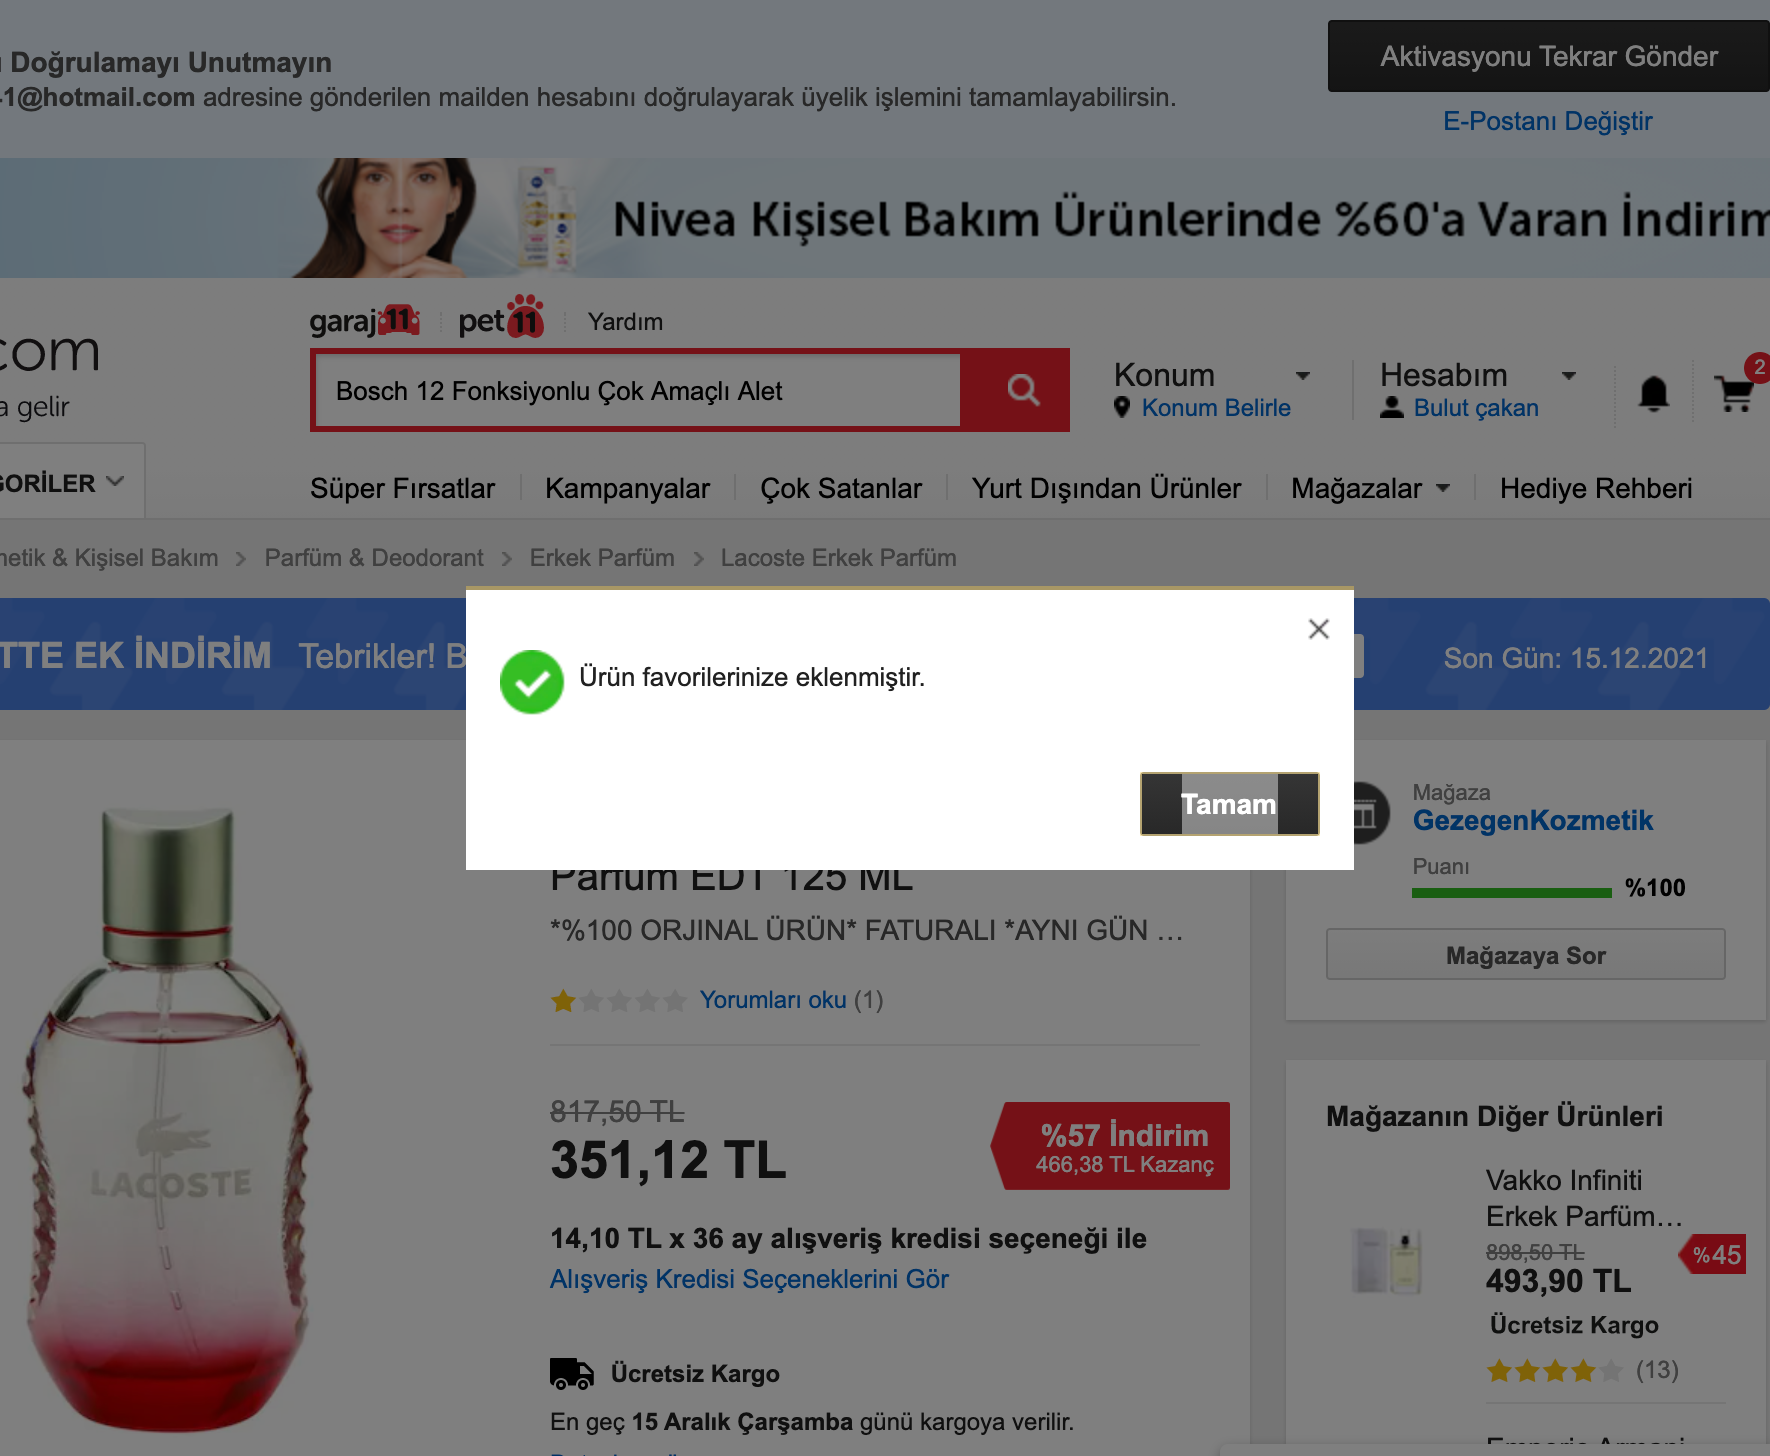 Doğrulamayı Unutmayın
-1@hotmail.com adresine gönderilen mailden hesabını doğrulayarak üyelik işlemini tamamlayabilirsin.
Aktivasyonu Tekrar Gönder
E-Postanı Değiştir
Nivea Kişisel Bakım Ürünlerinde %60'a Varan İndirim
garaj11
pet11
Yardım
com
a gelir
Bosch 12 Fonksiyonlu Çok Amaçlı Alet
Konum
Konum Belirle
Hesabım
Bulut çakan
2
GORİLER
Süper Fırsatlar
Kampanyalar
Çok Satanlar
Yurt Dışından Ürünler
Mağazalar
Hediye Rehberi
metik & Kişisel Bakım > Parfüm & Deodorant > Erkek Parfüm > Lacoste Erkek Parfüm
TTE EK İNDİRİM Tebrikler! B
Son Gün: 15.12.2021
Ürün favorilerinize eklenmiştir.
Tamam
Parfüm EDT 125 ML
*%100 ORJINAL ÜRÜN* FATURALI *AYNI GÜN ...
Yorumları oku (1)
817,50 TL
351,12 TL
%57 İndirim
466,38 TL Kazanç
14,10 TL x 36 ay alışveriş kredisi seçeneği ile
Alışveriş Kredisi Seçeneklerini Gör
Ücretsiz Kargo
En geç 15 Aralık Çarşamba günü kargoya verilir.
LACOSTE
Mağaza
GezegenKozmetik
Puanı
%100
Mağazaya Sor
Mağazanın Diğer Ürünleri
Vakko Infiniti
Erkek Parfüm...
898,50 TL
493,90 TL
%45
Ücretsiz Kargo
(13)
Emporio Armani